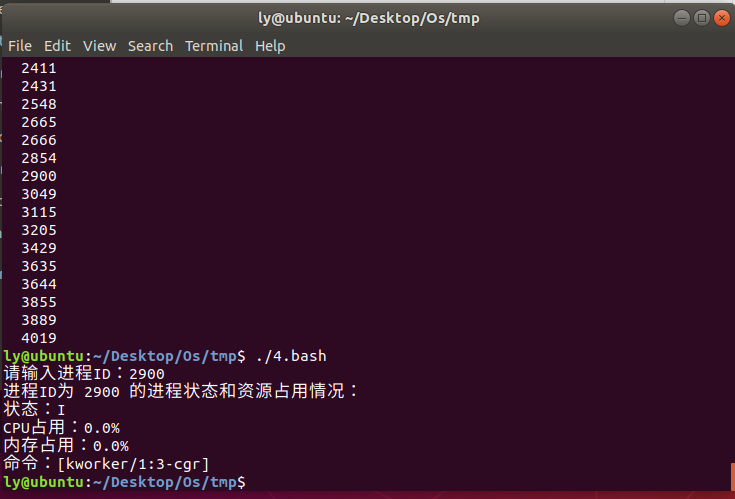 ly@ubuntu: ~/Desktop/Os/tmp
File Edit View Search Terminal Help
2411
2431
2548
2665
2666
2854
2900
3049
3115
3205
3429
3635
3644
3855
3889
4019
ly@ubuntu:~/Desktop/Os/tmp$ ./4.bash
请输入进程ID：2900
进程ID为 2900 的进程状态和资源占用情况：
状态：I
CPU占用：0.0%
内存占用：0.0%
命令：[kworker/1:3-cgr]
ly@ubuntu:~/Desktop/Os/tmp$